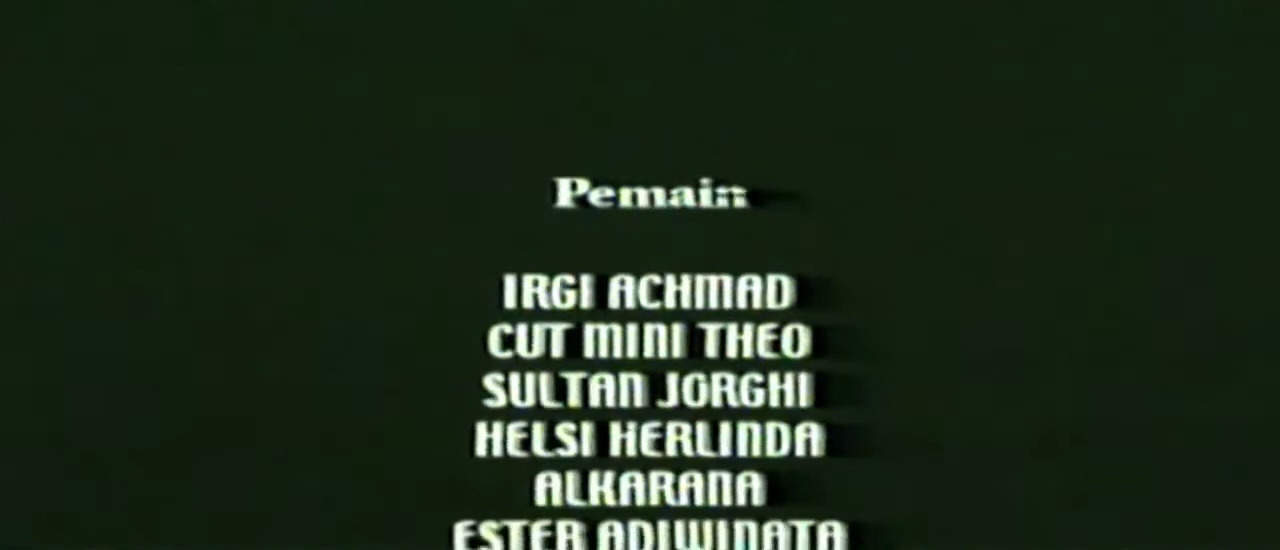 Pemain
IRGI ACHMAD
CUT MINI THEO
SULTAN JORGHI
HELSI HERLINDA
ALKARANA
ESTER ADIWINATA